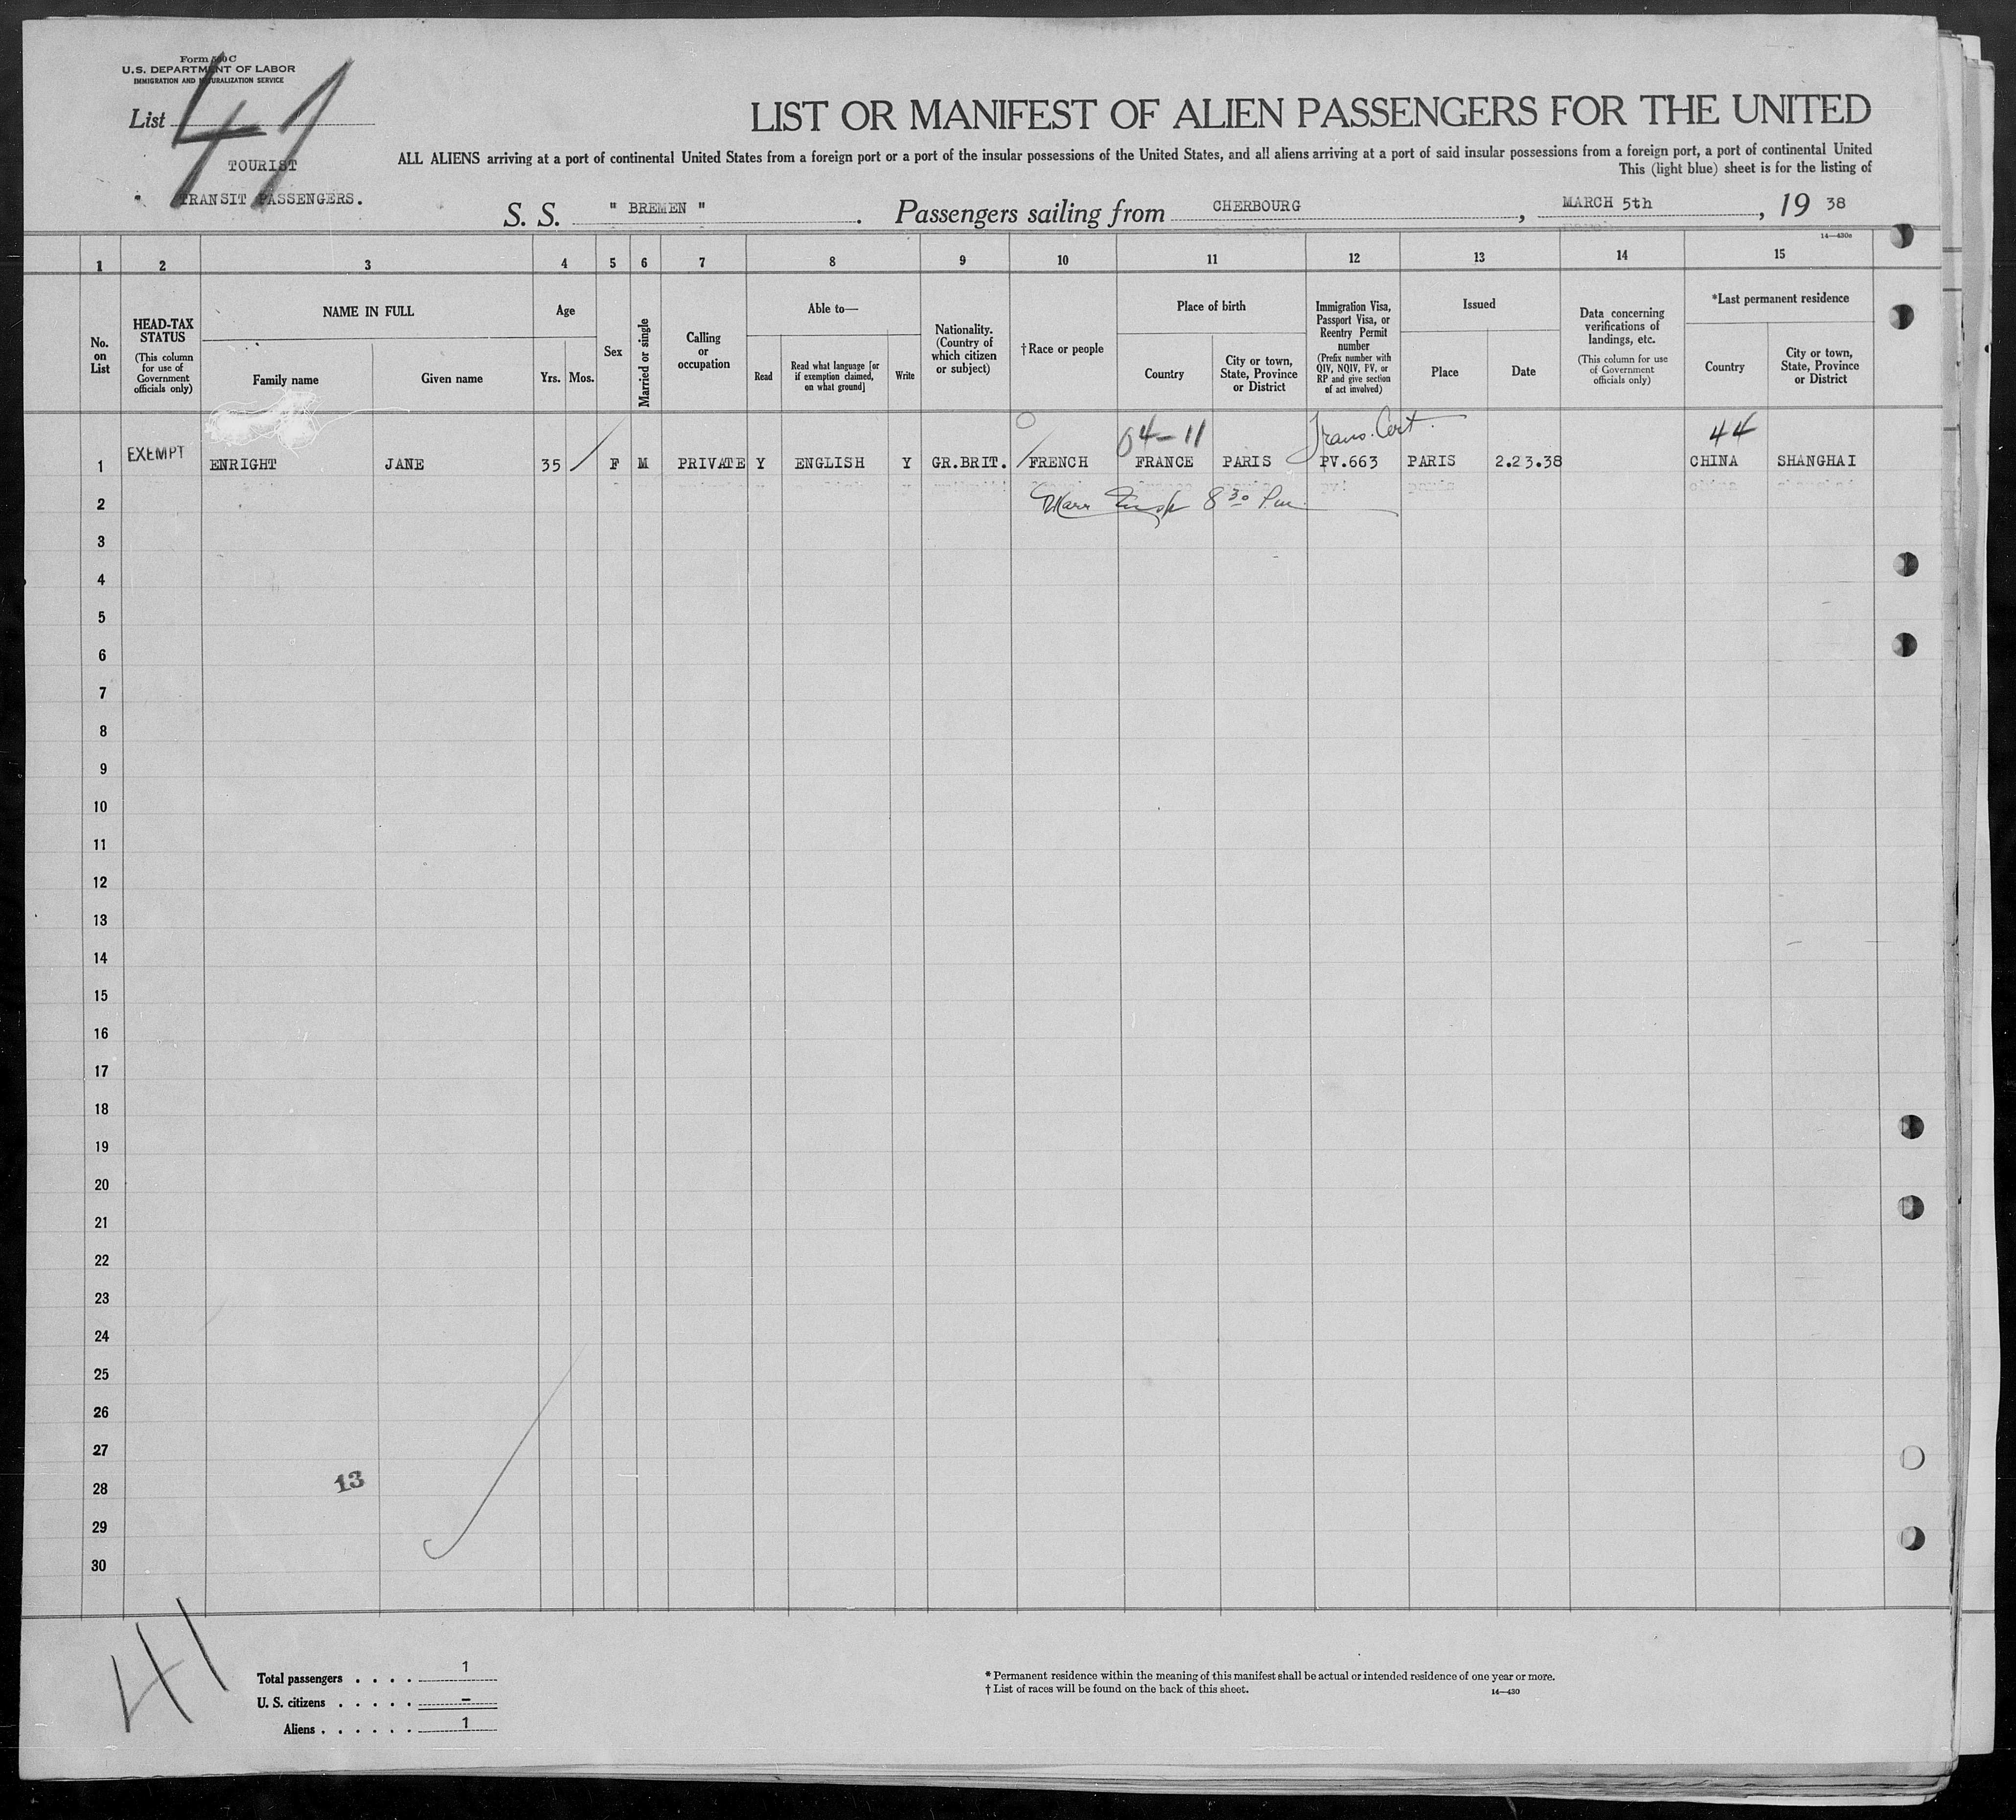 Form 500 C
U.S. DEPARTMENT OF LABOR
IMMIGRATION AND NATURALIZATION SERVICE
List 41
TOURIST
TRANSIT PASSENGERS.
LIST OR MANIFEST OF ALIEN PASSENGERS FOR THE UNITED
ALL ALIENS arriving at a port of continental United States from a foreign port or a port of the insular possessions of the United States, and all aliens arriving at a port of said insular possessions from a foreign port, a port of continental United
This (light blue) sheet is for the listing of
S. S. " BREMEN ". Passengers sailing from CHERBOURG, MARCH 5th, 19 38
14—430a
1 2 3 4 5 6 7 8 9 10 11 12 13 14 15
No. on List
HEAD-TAX STATUS (This column for use of Government officials only)
NAME IN FULL
Family name
Given name
Age
Yrs. Mos.
Sex
Married or single
Calling or occupation
Able to—
Read
Read what language [or if exemption claimed, on what ground]
Write
Nationality. (Country of which citizen or subject)
†Race or people
Place of birth
Country
City or town, State, Province or District
Immigration Visa, Passport Visa, or Reentry Permit number (Prefix number with QIV, NQIV, PV, or RP and give section of act involved)
Issued
Place
Date
Data concerning verifications of landings, etc. (This column for use of Government officials only)
*Last permanent residence
Country
City or town, State, Province or District
04-11 Trans. Cert. 44
1 EXEMPT ENRIGHT JANE 35 F M PRIVATE Y ENGLISH Y GR.BRIT. FRENCH FRANCE PARIS PV.663 PARIS 2.23.38 CHINA SHANGHAI
2 8 30 Pm.
3
4
5
6
7
8
9
10
11
12
13
14
15
16
17
18
19
20
21
22
23
24
25
26
27
28 13
29
30
41
Total passengers . . . . 1
U. S. citizens . . . . . –
Aliens . . . . . . 1
* Permanent residence within the meaning of this manifest shall be actual or intended residence of one year or more.
† List of races will be found on the back of this sheet.
14—430